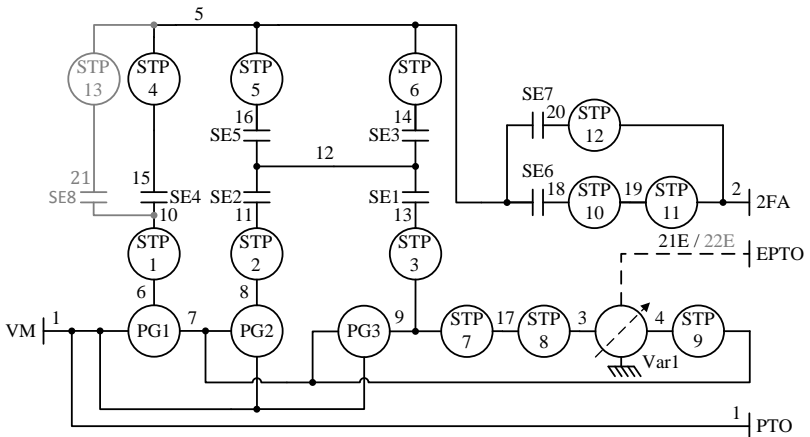 5
STP
13
STP
4
STP
5
STP
6
SE7
20
STP
12
16
SE5
14
SE3
12
21
SE8
15
SE4
10
SE2
11
SE1
13
SE6
18
STP
10
19
STP
11
2
2FA
21E / 22E
EPTO
STP
1
STP
2
STP
3
6
8
VM
1
PG1
7
PG2
PG3
9
STP
7
17
STP
8
3
4
STP
9
Var1
1
PTO